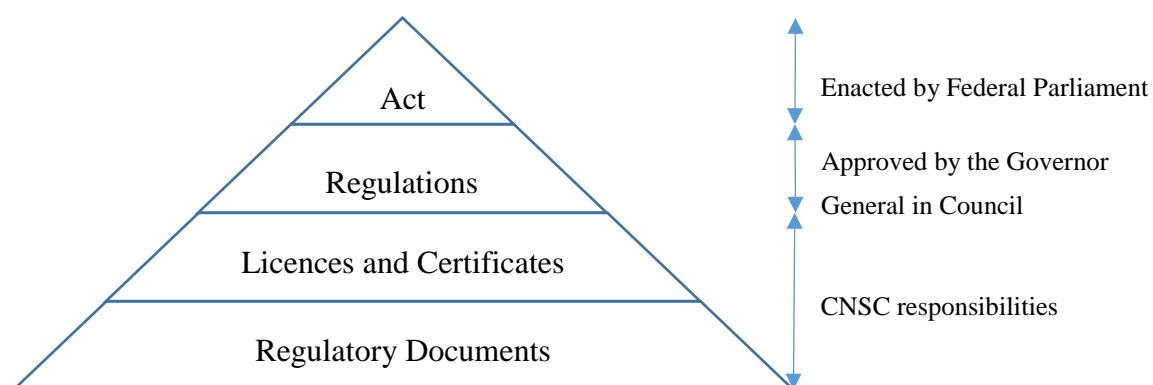 Act
Enacted by Federal Parliament
Regulations
Approved by the Governor
General in Council
Licences and Certificates
CNSC responsibilities
Regulatory Documents